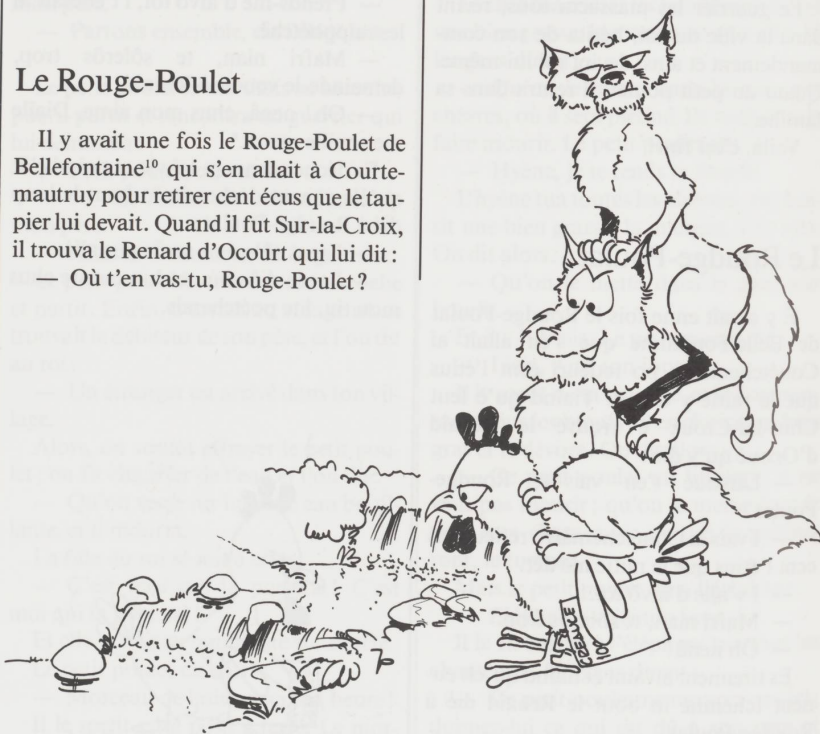 Le Rouge-Poulet
Il y avait une fois le Rouge-Poulet de
Bellefontaine¹⁰ qui s'en allait à Courte-
mautruy pour retirer cent écus que le tau-
pier lui devait. Quand il fut Sur-la-Croix,
il trouva le Renard d'Ocourt qui lui dit:
— Où t'en vas-tu, Rouge-Poulet?
CREANCE
100